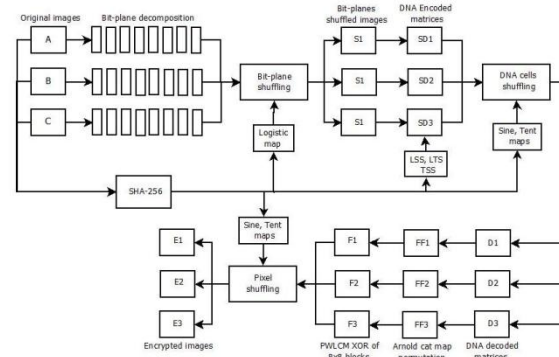 Original images
Bit-plane decomposition
Bit-planes
shuffled images
DNA Encoded
matrices
A
B
C
Bit-plane
shuffling
S1
SD1
S1
SD2
S1
SD3
DNA cells
shuffling
Logistic
map
LSS, LTS
TSS
Sine, Tent
maps
SHA-256
Sine, Tent
maps
E1
E2
E3
Pixel
shuffling
F1
FF1
D1
F2
FF2
D2
F3
FF3
D3
Encrypted images
PWLCM XOR of
8x8 blocks
Arnold cat map
permutation
DNA decoded
matrices